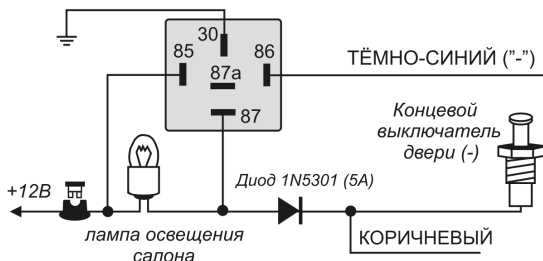 30
85
86
87a
87
ТЁМНО-СИНИЙ ("-")
Концевой
выключатель
двери (-)
+12В
Диод 1N5301 (5А)
лампа освещения
салона
КОРИЧНЕВЫЙ